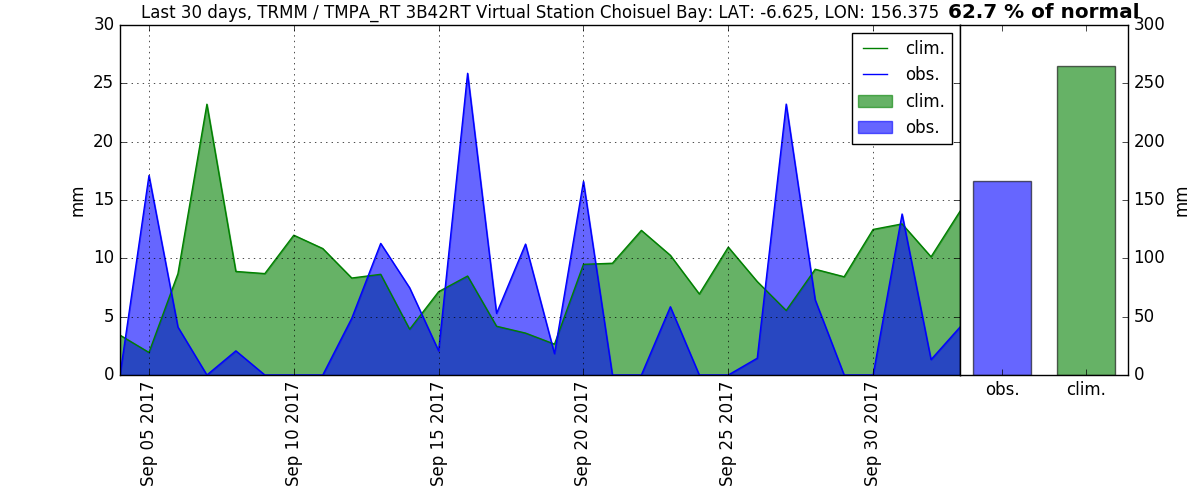 Last 30 days, TRMM / TMPA_RT 3B42RT Virtual Station Choisuel Bay: LAT: -6.625, LON: 156.375 62.7 % of normal
30
25
20
15
10
5
0
mm
clim.
obs.
clim.
obs.
Sep 05 2017
Sep 10 2017
Sep 15 2017
Sep 20 2017
Sep 25 2017
Sep 30 2017
300
250
200
150
100
50
0
mm
obs.
clim.